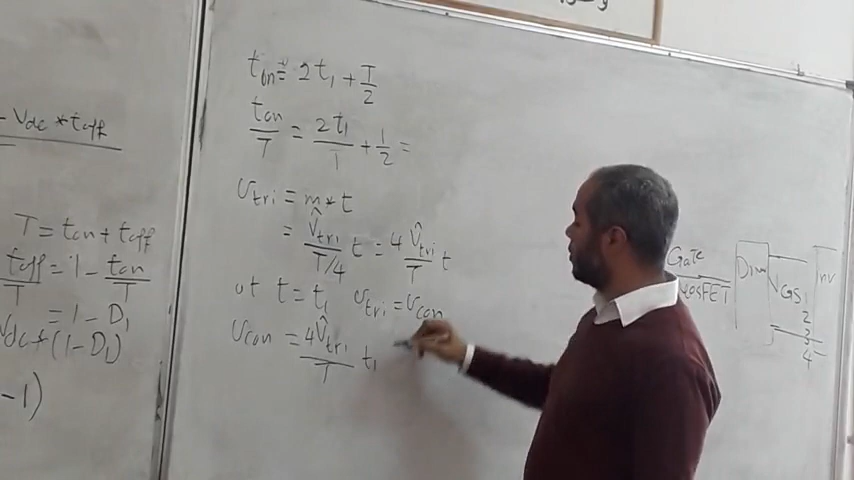 - Vdc * toff
T = ton + toff
toff/T = 1 - ton/T
= 1 - D1
Vdc * (1 - D1)
-1)
ton = 2t1 + T/2
ton/T = 2t1/T + 1/2 =
Vtri = m * t
= V̂tri/(T/4) t = 4 V̂tri/T t
at t = t1 Vtri = Vcon
Vcon = 4V̂tri/T t1
Gate
MOSFET
VGS1
2
3
4